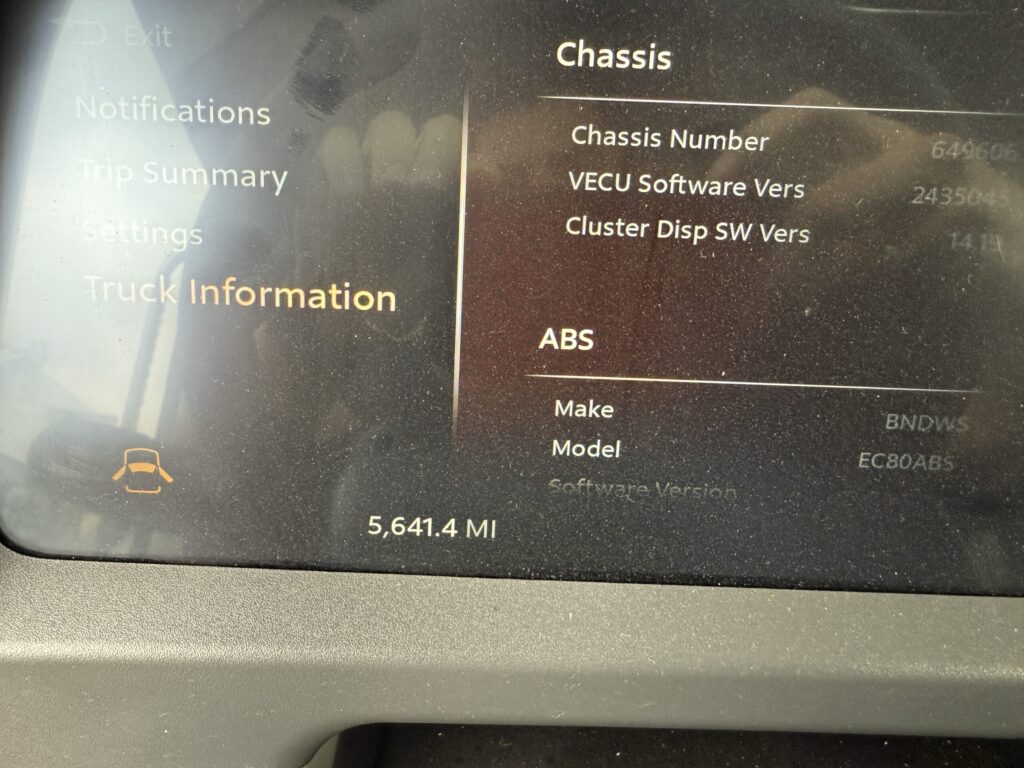 Exit
Notifications
Trip Summary
Settings
Truck Information
Chassis
Chassis Number 649606
VECU Software Vers
Cluster Disp SW Vers
ABS
Make BNDWS
Model EC80ABS
Software Version
5,641.4 MI